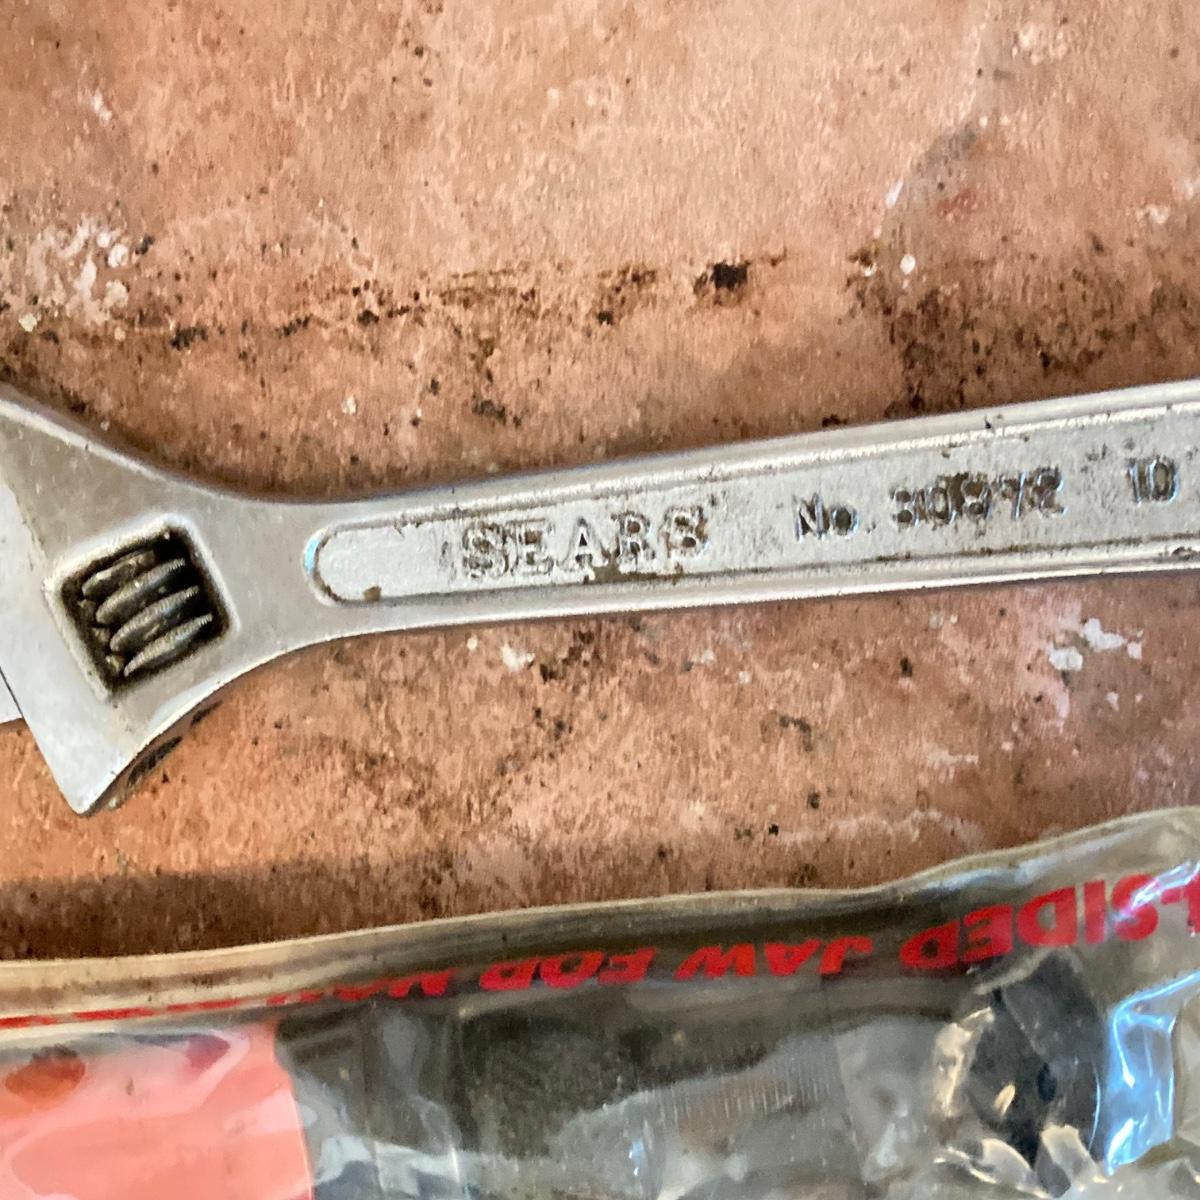 SEARS No. 30872 10
-SIDED JAW FOR